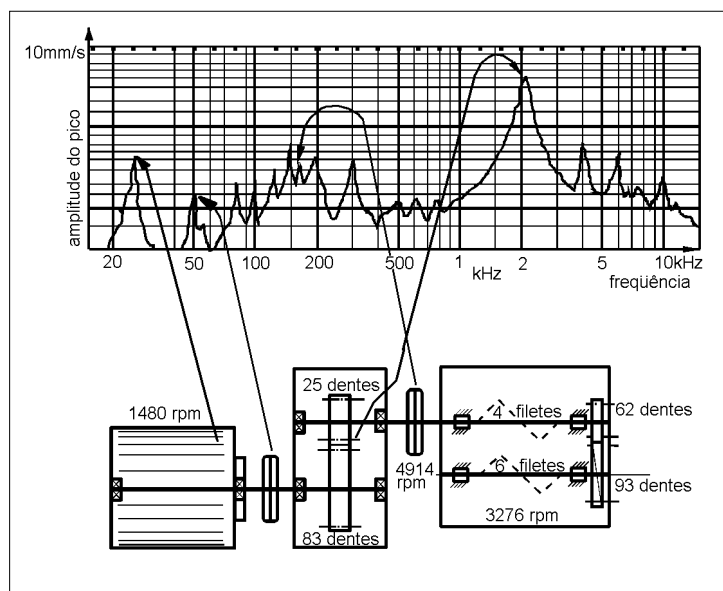 10mm/s
amplitude do pico
20 50 100 200 500 1 2 5 10kHz
kHz
freqüência
25 dentes
1480 rpm
4 filetes
62 dentes
4914
rpm
6 filetes
93 dentes
3276 rpm
83 dentes